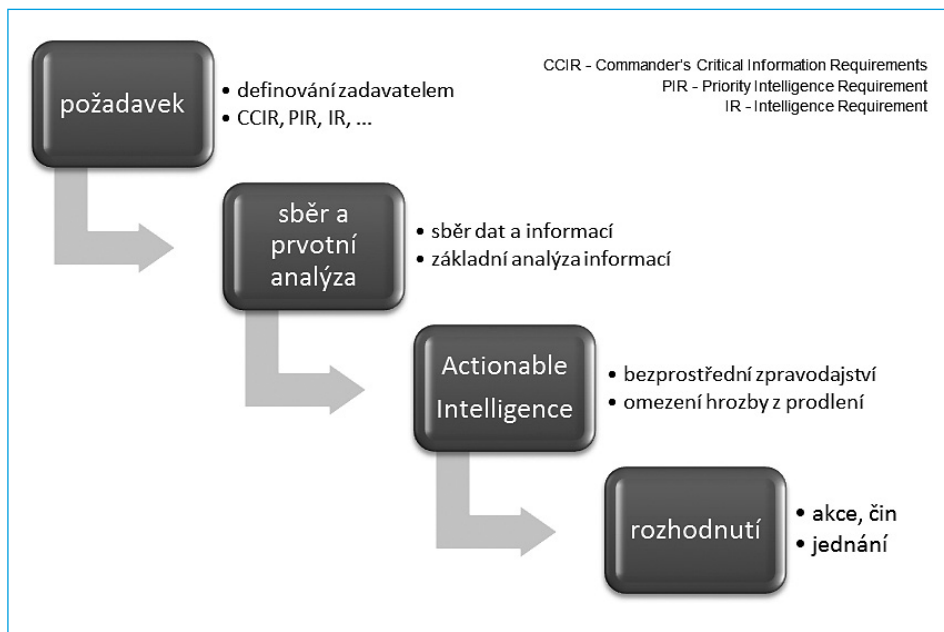 požadavek
• definování zadavatelem
• CCIR, PIR, IR, ...
CCIR - Commander's Critical Information Requirements
PIR - Priority Intelligence Requirement
IR - Intelligence Requirement
sběr a
prvotní
analýza
• sběr dat a informací
• základní analýza informací
Actionable
Intelligence
• bezprostřední zpravodajství
• omezení hrozby z prodlení
rozhodnutí
• akce, čin
• jednání